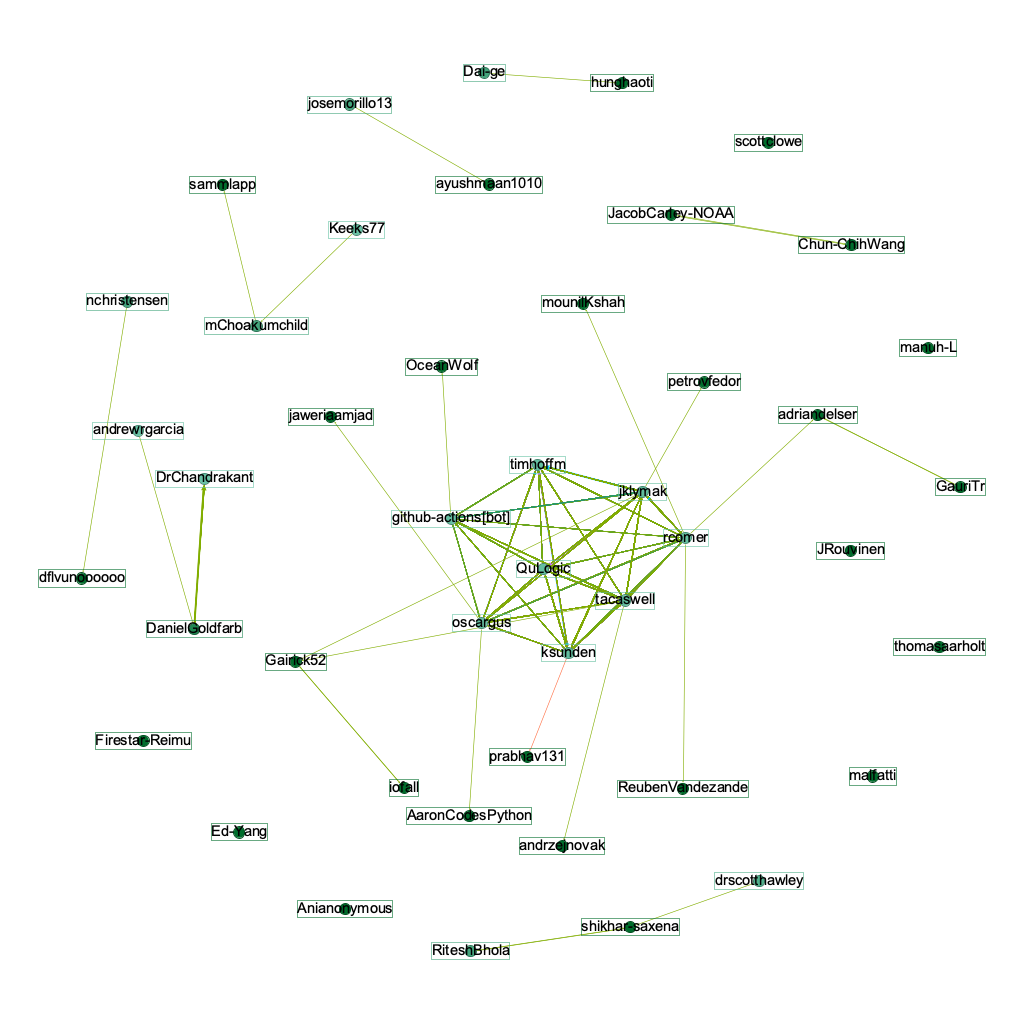 Dai-ge
hunghaoti
josemorillo13
scottclowe
sammlapp
ayushmaan1010
JacobCarley-NOAA
Keeks77
Chun-ChihWang
nchristensen
mounilKshah
mChoakumchild
manuh-L
OceanWolf
petrovfedor
jaweriaamjad
adriandelser
andrewrgarcia
timhoffm
DrChandrakant
GauriTr
jklymak
github-actions[bot]
rcomer
JRouvinen
QuLogic
dflvunoooooo
tacaswell
oscargus
DanielGoldfarb
thomasaarholt
ksunden
Gairick52
Firestar-Reimu
prabhav131
malfatti
iofall
ReubenVandezande
AaronCodesPython
Ed-Yang
andrzejnovak
drscotthawley
Anianonymous
shikhar-saxena
RiteshBhola